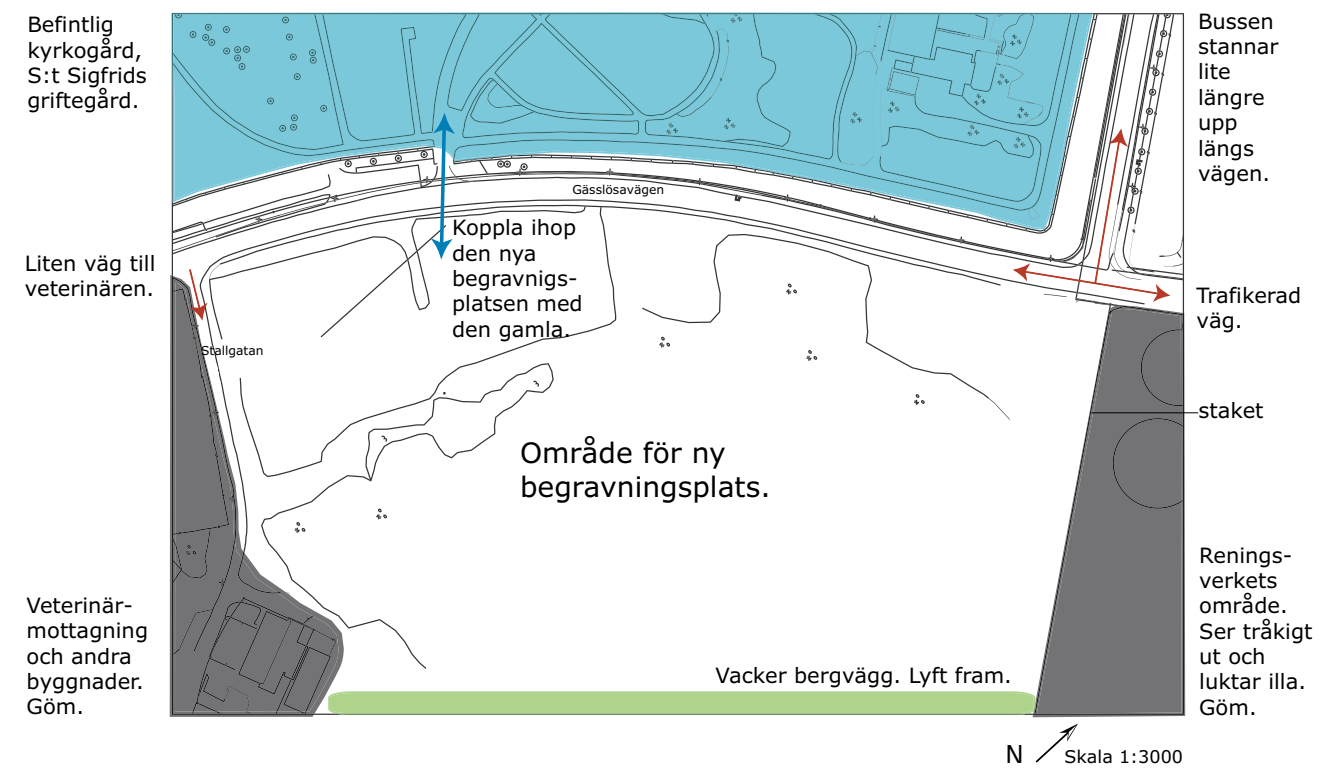 Befintlig
kyrkogård,
S:t Sigfrids
griftegård.
Bussen
stannar
lite
längre
upp
längs
vägen.
Gässlösavägen
Koppla ihop
den nya
begravnigs-
platsen med
den gamla.
Liten väg till
veterinären.
Trafikerad
väg.
Stallgatan
staket
Område för ny
begravningsplats.
Veterinär-
mottagning
och andra
byggnader.
Göm.
Renings-
verkets
område.
Ser tråkigt
ut och
luktar illa.
Göm.
Vacker bergvägg. Lyft fram.
N Skala 1:3000